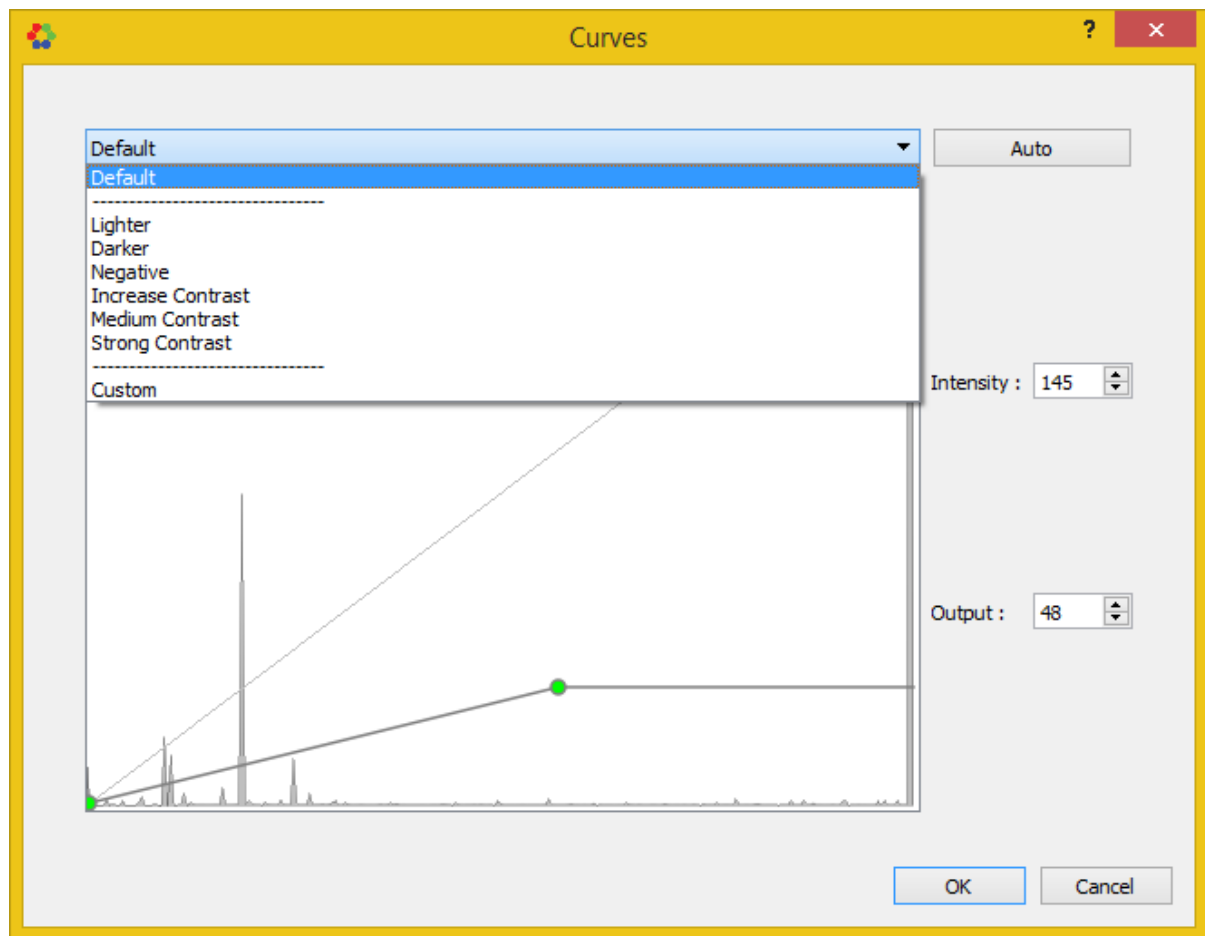 Curves
?
Default
Auto
Default
--------------------------------
Lighter
Darker
Negative
Increase Contrast
Medium Contrast
Strong Contrast
--------------------------------
Custom
Intensity : 145
Output : 48
OK
Cancel